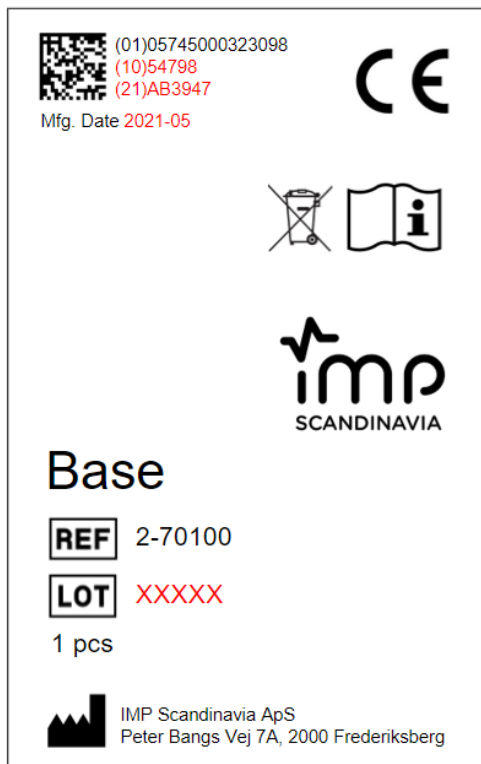 (01)05745000323098
(10)54798
(21)AB3947
Mfg. Date 2021-05
CE
i
imp
SCANDINAVIA
Base
REF 2-70100
LOT XXXXX
1 pcs
IMP Scandinavia ApS
Peter Bangs Vej 7A, 2000 Frederiksberg